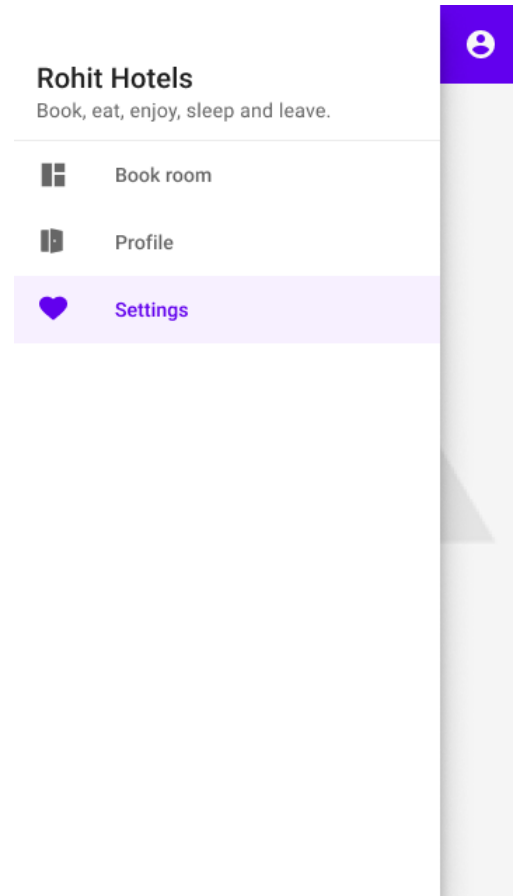 Rohit Hotels
Book, eat, enjoy, sleep and leave.
Book room
Profile
Settings